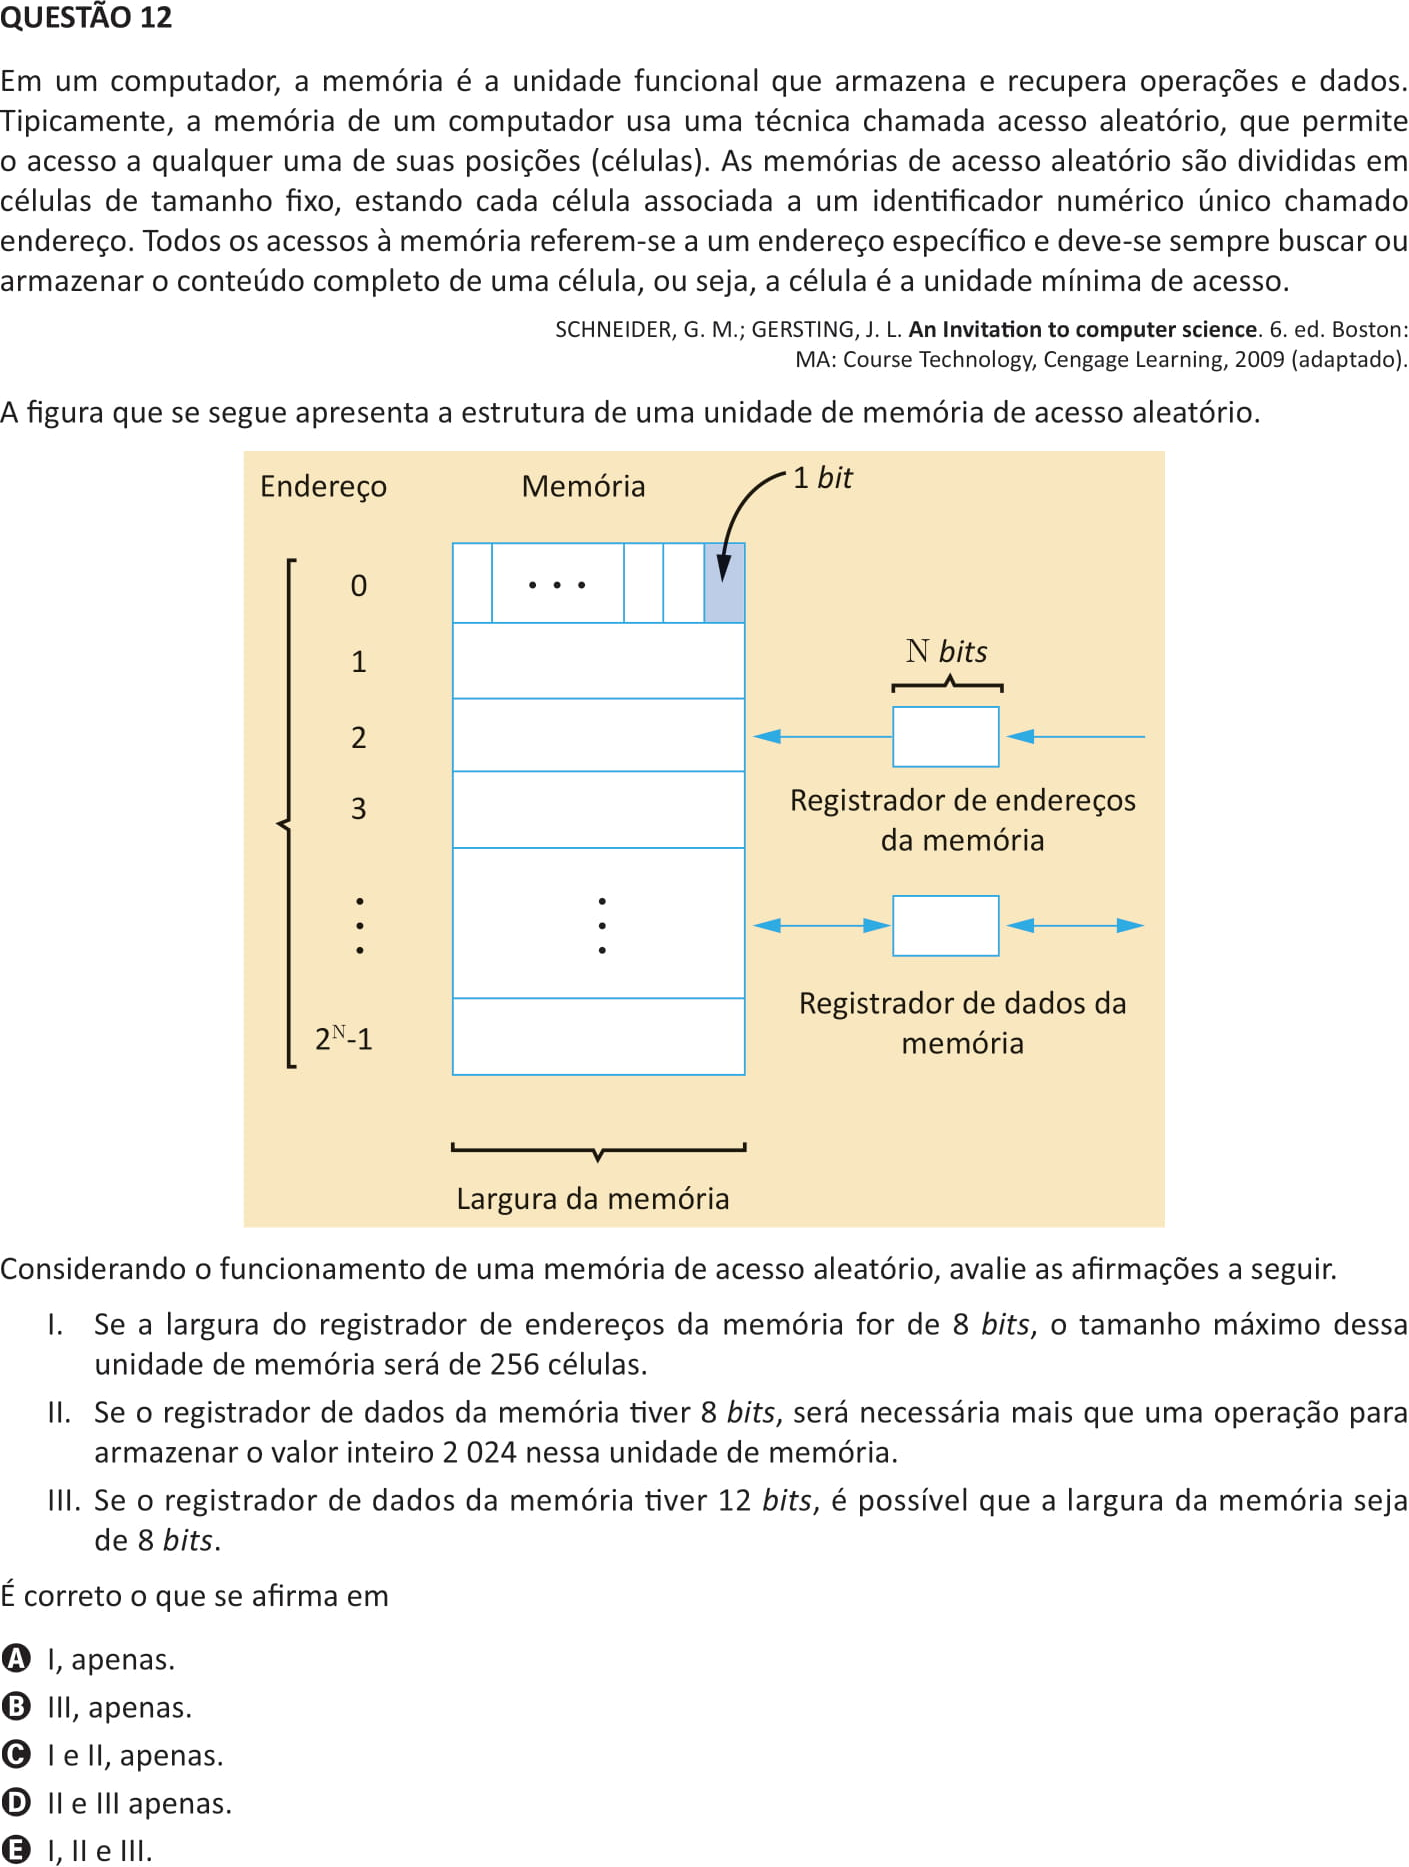 QUESTÃO 12
Em um computador, a memória é a unidade funcional que armazena e recupera operações e dados.
Tipicamente, a memória de um computador usa uma técnica chamada acesso aleatório, que permite
o acesso a qualquer uma de suas posições (células). As memórias de acesso aleatório são divididas em
células de tamanho fixo, estando cada célula associada a um identificador numérico único chamado
endereço. Todos os acessos à memória referem-se a um endereço específico e deve-se sempre buscar ou
armazenar o conteúdo completo de uma célula, ou seja, a célula é a unidade mínima de acesso.
SCHNEIDER, G. M.; GERSTING, J. L. An Invitation to computer science. 6. ed. Boston:
MA: Course Technology, Cengage Learning, 2009 (adaptado).
A figura que se segue apresenta a estrutura de uma unidade de memória de acesso aleatório.
Endereço Memória 1 bit
0 • • •
1
N bits
2
3
Registrador de endereços
da memória
Registrador de dados da
memória
2ᴺ-1
Largura da memória
Considerando o funcionamento de uma memória de acesso aleatório, avalie as afirmações a seguir.
I. Se a largura do registrador de endereços da memória for de 8 bits, o tamanho máximo dessa
unidade de memória será de 256 células.
II. Se o registrador de dados da memória tiver 8 bits, será necessária mais que uma operação para
armazenar o valor inteiro 2 024 nessa unidade de memória.
III. Se o registrador de dados da memória tiver 12 bits, é possível que a largura da memória seja
de 8 bits.
É correto o que se afirma em
A I, apenas.
B III, apenas.
C I e II, apenas.
D II e III apenas.
E I, II e III.